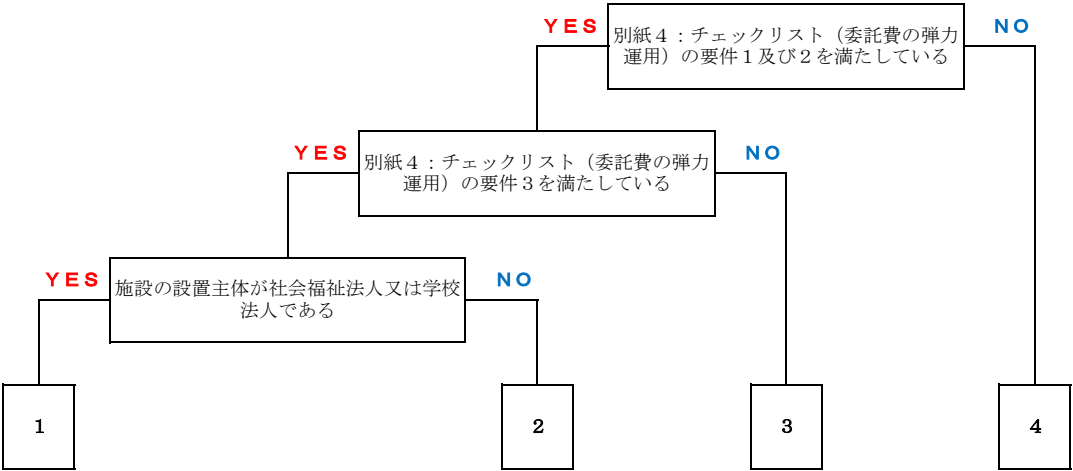 YES
別紙４：チェックリスト（委託費の弾力
運用）の要件１及び２を満たしている
NO
YES
別紙４：チェックリスト（委託費の弾力
運用）の要件３を満たしている
NO
YES
施設の設置主体が社会福祉法人又は学校
法人である
NO
1
2
3
4